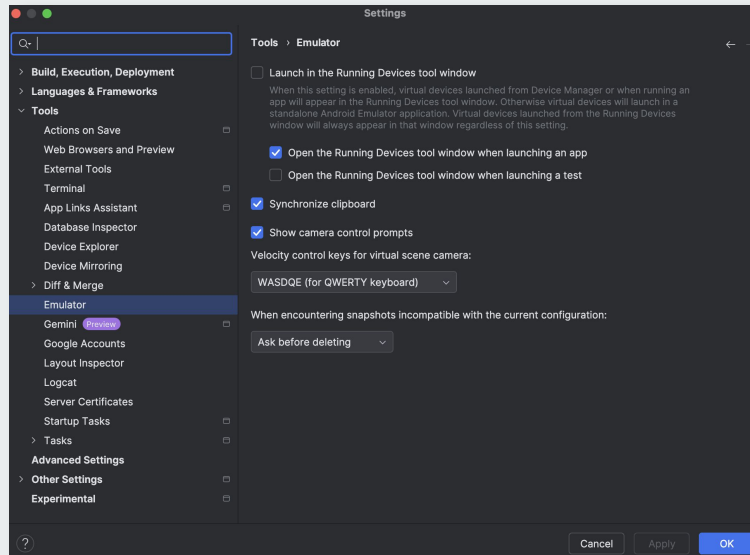 Settings
Build, Execution, Deployment
Languages & Frameworks
Tools
Actions on Save
Web Browsers and Preview
External Tools
Terminal
App Links Assistant
Database Inspector
Device Explorer
Device Mirroring
Diff & Merge
Emulator
Gemini Preview
Google Accounts
Layout Inspector
Logcat
Server Certificates
Startup Tasks
Tasks
Advanced Settings
Other Settings
Experimental
Tools › Emulator
Launch in the Running Devices tool window
When this setting is enabled, virtual devices launched from Device Manager or when running an
app will appear in the Running Devices tool window. Otherwise virtual devices will launch in a
standalone Android Emulator application. Virtual devices launched from the Running Devices
window will always appear in that window regardless of this setting.
Open the Running Devices tool window when launching an app
Open the Running Devices tool window when launching a test
Synchronize clipboard
Show camera control prompts
Velocity control keys for virtual scene camera:
WASDQE (for QWERTY keyboard)
When encountering snapshots incompatible with the current configuration:
Ask before deleting
?
Cancel
Apply
OK